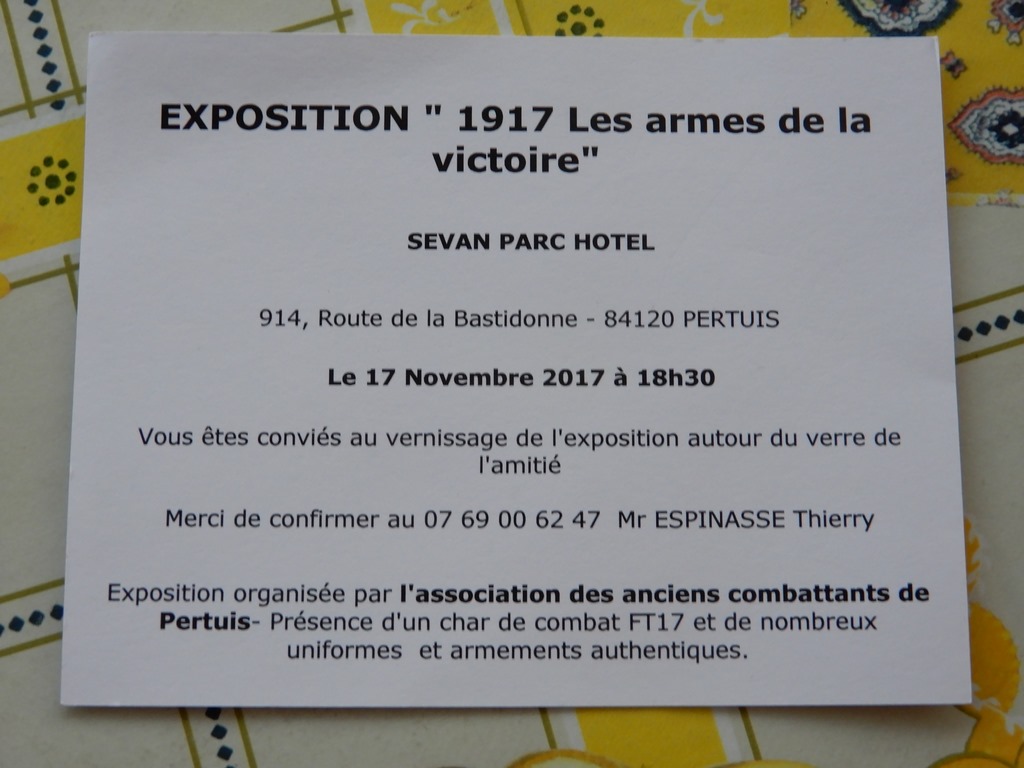 EXPOSITION " 1917 Les armes de la
victoire"
SEVAN PARC HOTEL
914, Route de la Bastidonne - 84120 PERTUIS
Le 17 Novembre 2017 à 18h30
Vous êtes conviés au vernissage de l'exposition autour du verre de
l'amitié
Merci de confirmer au 07 69 00 62 47  Mr ESPINASSE Thierry
Exposition organisée par l'association des anciens combattants de
Pertuis- Présence d'un char de combat FT17 et de nombreux
uniformes  et armements authentiques.